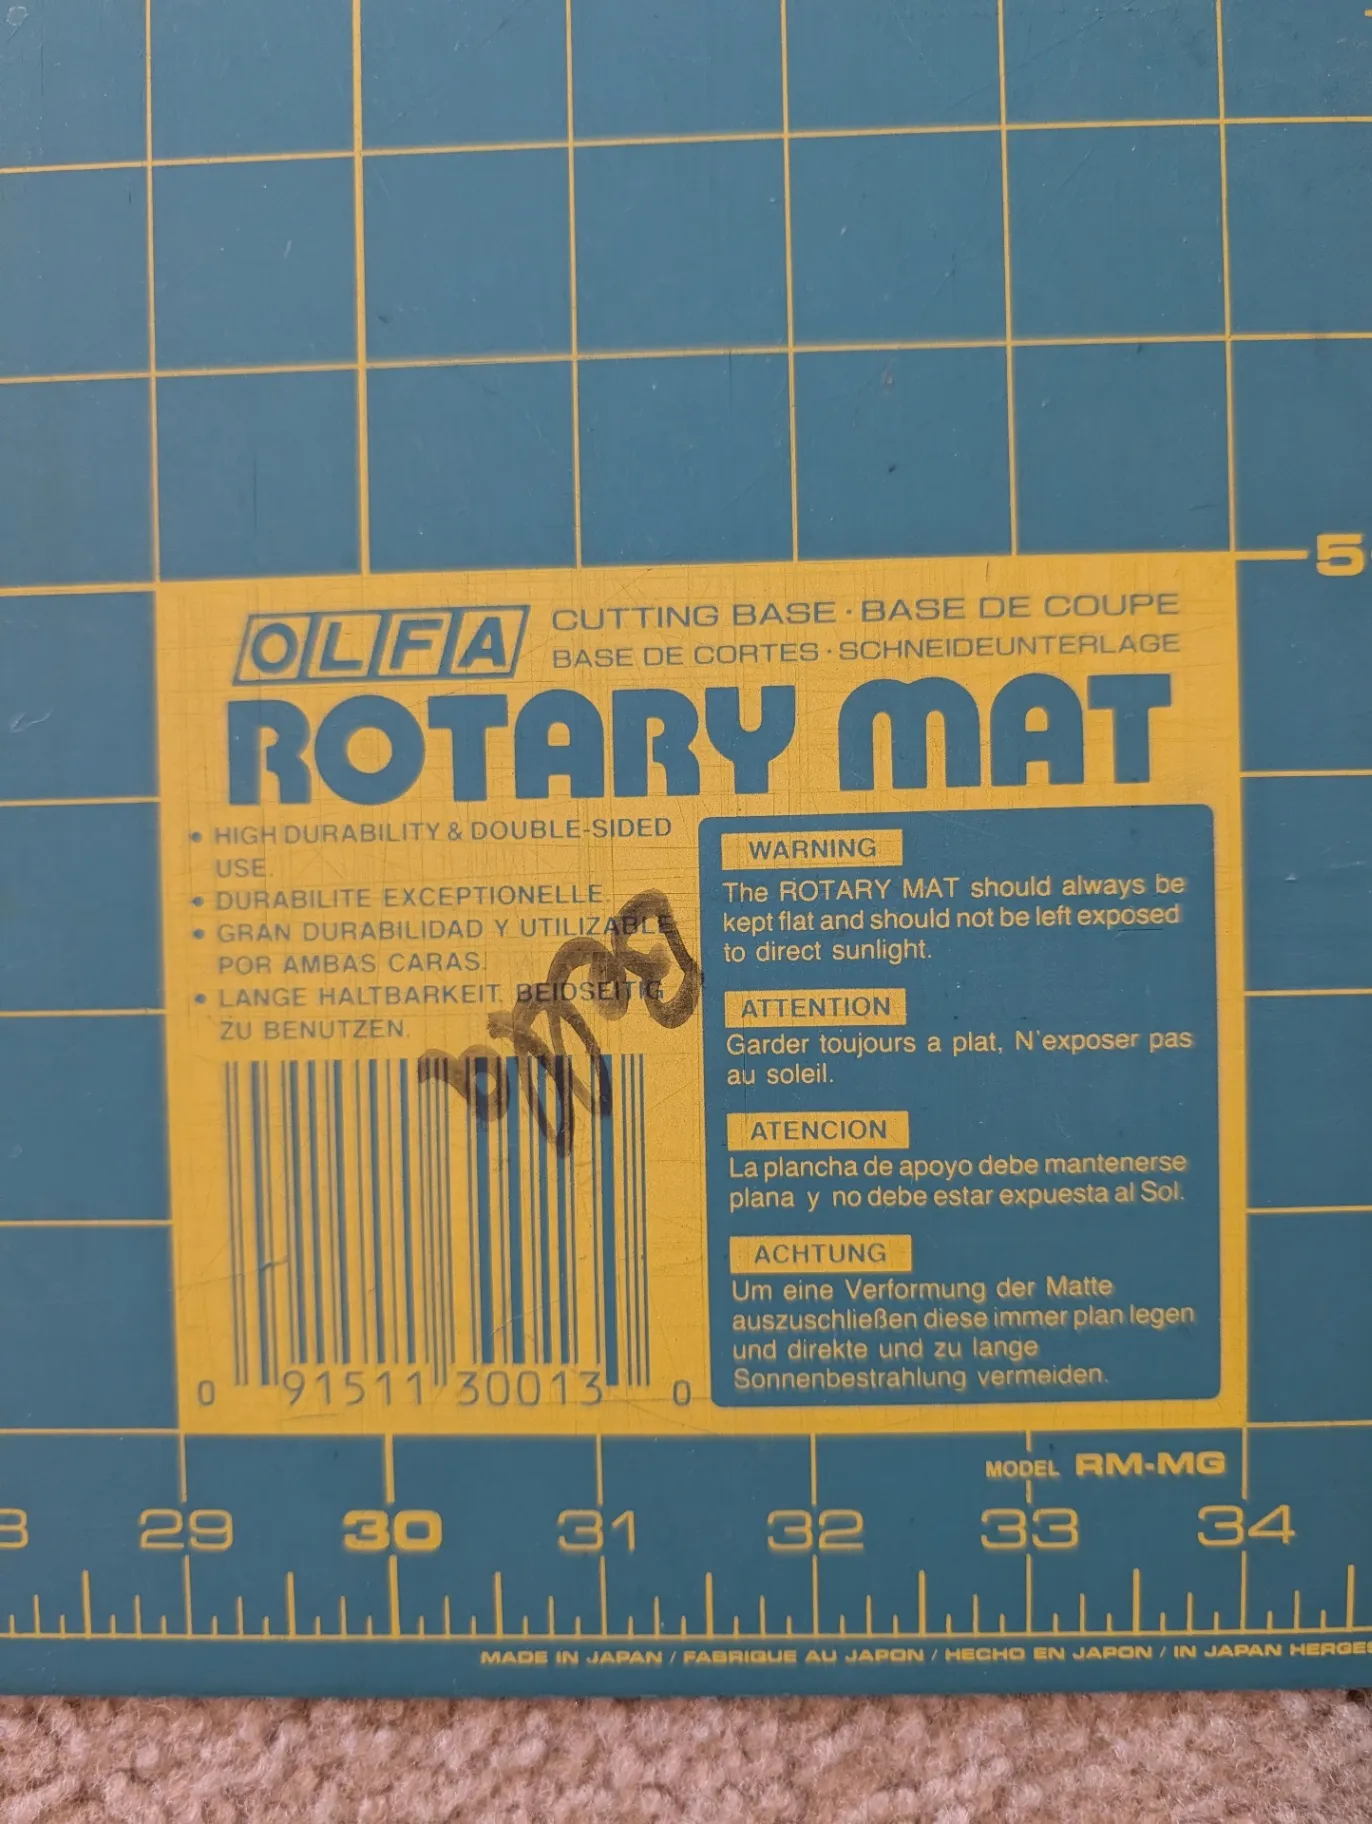 5
OLFA
CUTTING BASE · BASE DE COUPE
BASE DE CORTES · SCHNEIDEUNTERLAGE
ROTARY MAT
• HIGH DURABILITY & DOUBLE-SIDED
USE.
• DURABILITE EXCEPTIONELLE.
• GRAN DURABILIDAD Y UTILIZABLE
POR AMBAS CARAS.
• LANGE HALTBARKEIT. BEIDSEITIG
ZU BENUTZEN.
0 91511 30013 0
WARNING
The ROTARY MAT should always be
kept flat and should not be left exposed
to direct sunlight.
ATTENTION
Garder toujours a plat, N'exposer pas
au soleil.
ATENCION
La plancha de apoyo debe mantenerse
plana y no debe estar expuesta al Sol.
ACHTUNG
Um eine Verformung der Matte
auszuschließen diese immer plan legen
und direkte und zu lange
Sonnenbestrahlung vermeiden.
MODEL RM-MG
29 30 31 32 33 34
MADE IN JAPAN / FABRIQUE AU JAPON / HECHO EN JAPON / IN JAPAN HERGES